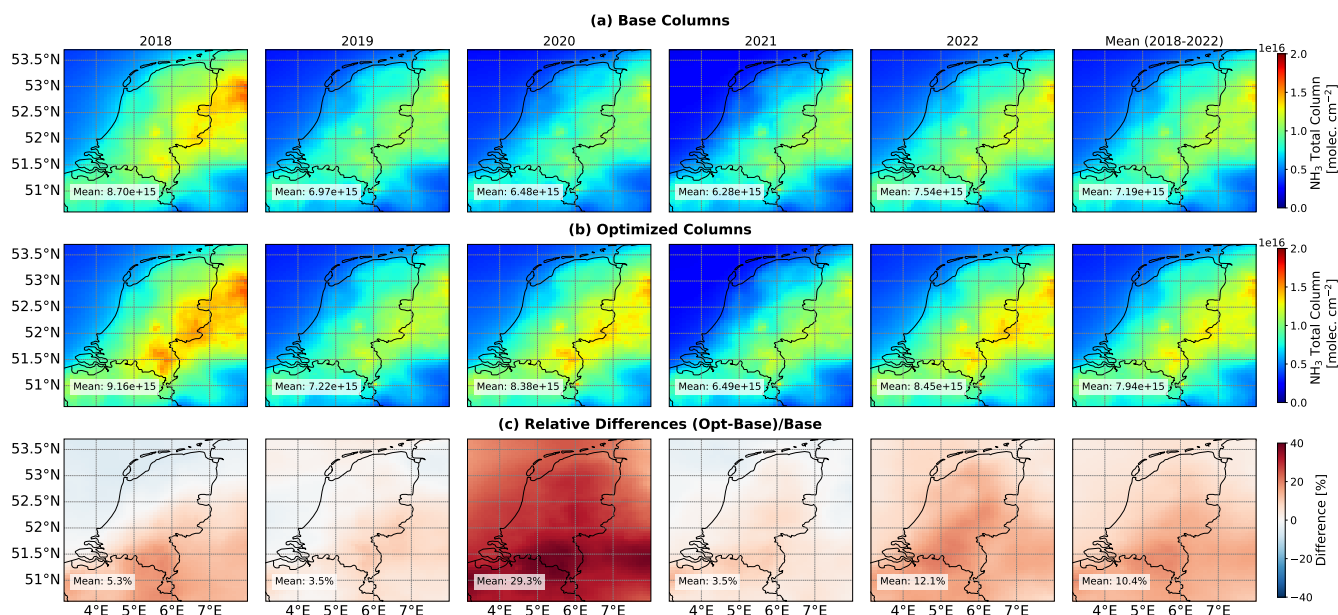 (a) Base Columns
2018 2019 2020 2021 2022 Mean (2018-2022)
1e16
53.5°N
53°N
52.5°N
52°N
51.5°N
51°N
Mean: 8.70e+15 Mean: 6.97e+15 Mean: 6.48e+15 Mean: 6.28e+15 Mean: 7.54e+15 Mean: 7.19e+15
2.0
1.5
1.0
0.5
0.0
NH₃ Total Column
[molec. cm⁻²]
(b) Optimized Columns
1e16
53.5°N
53°N
52.5°N
52°N
51.5°N
51°N
Mean: 9.16e+15 Mean: 7.22e+15 Mean: 8.38e+15 Mean: 6.49e+15 Mean: 8.45e+15 Mean: 7.94e+15
2.0
1.5
1.0
0.5
0.0
NH₃ Total Column
[molec. cm⁻²]
(c) Relative Differences (Opt-Base)/Base
53.5°N
53°N
52.5°N
52°N
51.5°N
51°N
Mean: 5.3% Mean: 3.5% Mean: 29.3% Mean: 3.5% Mean: 12.1% Mean: 10.4%
40
20
0
−20
−40
Difference [%]
4°E 5°E 6°E 7°E 4°E 5°E 6°E 7°E 4°E 5°E 6°E 7°E 4°E 5°E 6°E 7°E 4°E 5°E 6°E 7°E 4°E 5°E 6°E 7°E